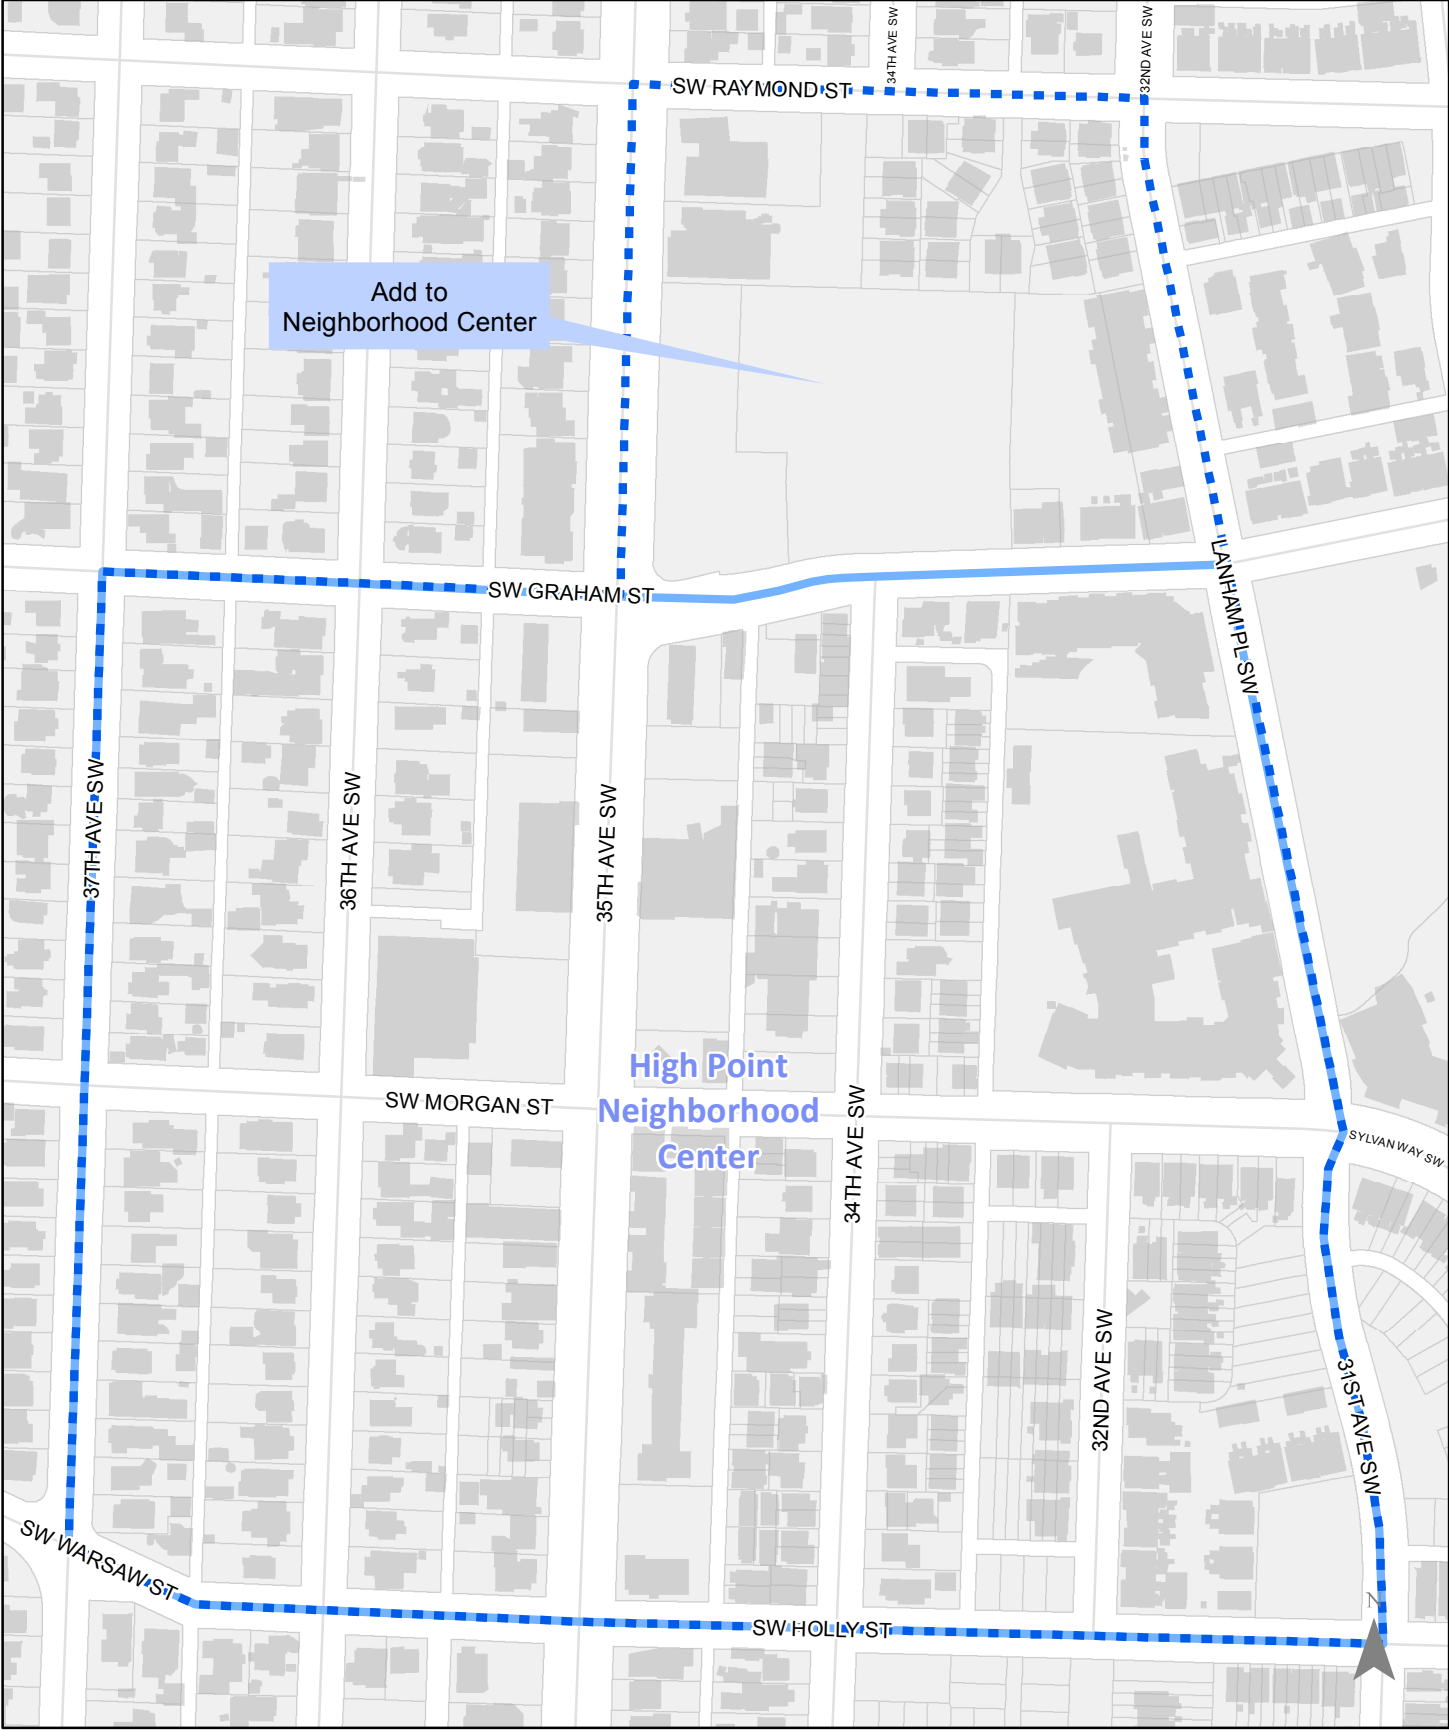 34TH AVE SW
32ND AVE SW
SW RAYMOND ST
Add to
Neighborhood Center
SW GRAHAM ST
LANHAM PL SW
37TH AVE SW
36TH AVE SW
35TH AVE SW
High Point
Neighborhood
Center
SW MORGAN ST
34TH AVE SW
SYLVAN WAY SW
32ND AVE SW
31ST AVE SW
SW WARSAW ST
SW HOLLY ST
N